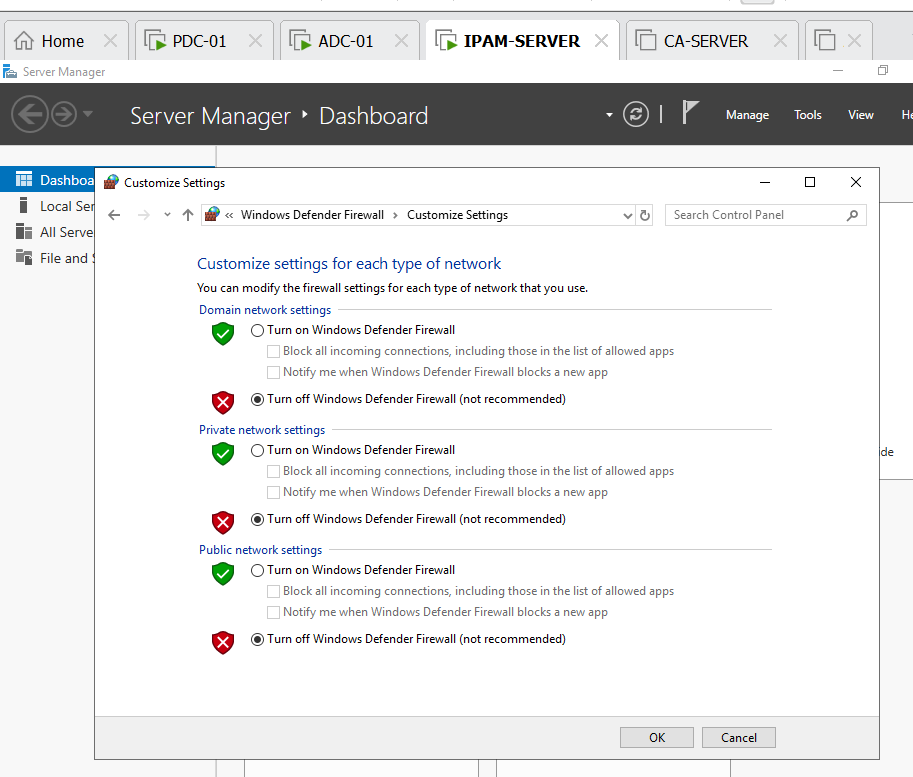 Home
PDC-01
ADC-01
IPAM-SERVER
CA-SERVER
Server Manager
Server Manager ‣ Dashboard
Manage Tools View
Customize Settings
« Windows Defender Firewall › Customize Settings
Search Control Panel
Local
All
File and
Customize settings for each type of network
You can modify the firewall settings for each type of network that you use.
Domain network settings
Turn on Windows Defender Firewall
Block all incoming connections, including those in the list of allowed apps
Notify me when Windows Defender Firewall blocks a new app
Turn off Windows Defender Firewall (not recommended)
Private network settings
Turn on Windows Defender Firewall
Block all incoming connections, including those in the list of allowed apps
Notify me when Windows Defender Firewall blocks a new app
Turn off Windows Defender Firewall (not recommended)
Public network settings
Turn on Windows Defender Firewall
Block all incoming connections, including those in the list of allowed apps
Notify me when Windows Defender Firewall blocks a new app
Turn off Windows Defender Firewall (not recommended)
OK
Cancel